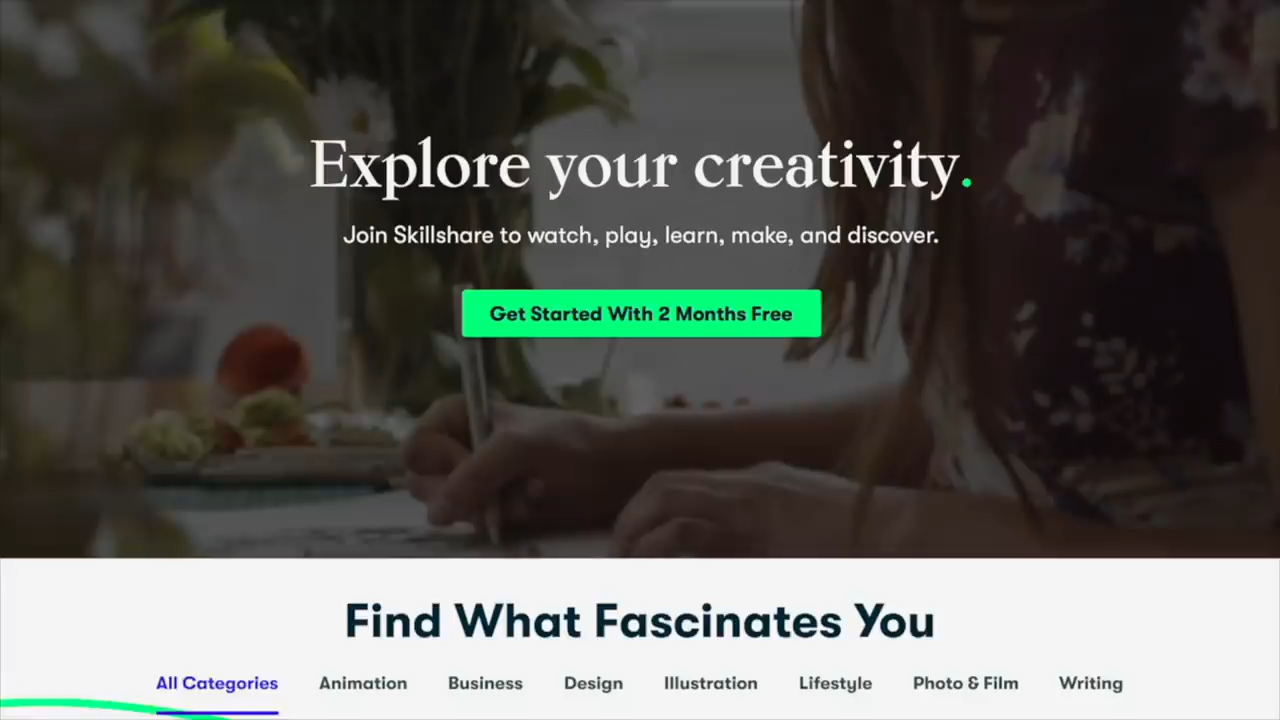 Explore your creativity.
Join Skillshare to watch, play, learn, make, and discover.
Get Started With 2 Months Free
Find What Fascinates You
All Categories Animation Business Design Illustration Lifestyle Photo & Film Writing